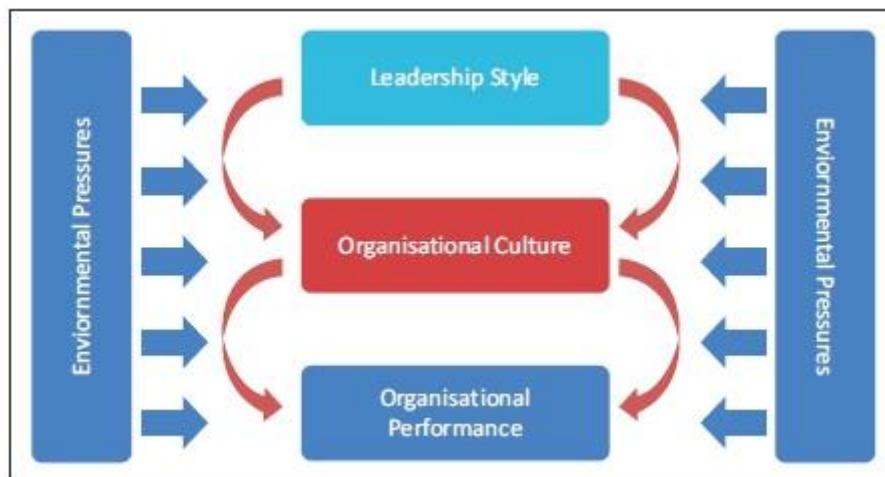 Enviornmental Pressures
Leadership Style
Organisational Culture
Organisational
Performance
Enviornmental Pressures